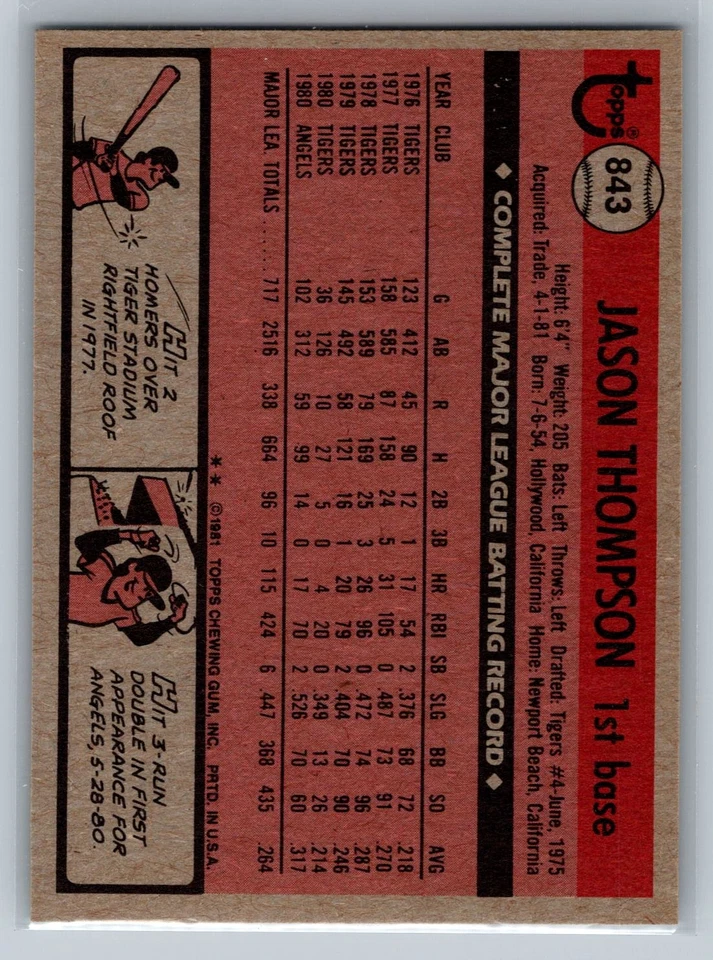 topps®
843
JASON THOMPSON 1st base
Height: 6'4" Weight: 205 Bats: Left Throws: Left Drafted: Tigers #4-June, 1975
Acquired: Trade, 4-1-81 Born: 7-6-54, Hollywood, California Home: Newport Beach, California
◆ COMPLETE MAJOR LEAGUE BATTING RECORD ◆
YEAR CLUB G AB R H 2B 3B HR RBI SB SLG BB SO AVG
1976 TIGERS 123 412 45 90 12 1 17 54 2 .376 68 72 .218
1977 TIGERS 158 585 87 158 24 5 31 105 0 .487 73 91 .270
1978 TIGERS 153 589 79 169 25 3 26 96 0 .472 74 96 .287
1979 TIGERS 145 492 58 121 16 1 20 79 2 .404 70 90 .246
1980 TIGERS 36 126 10 27 5 0 4 20 0 .349 13 26 .214
1980 ANGELS 102 312 59 99 14 0 17 70 2 .526 70 60 .317
MAJOR LEA TOTALS...... 717 2516 338 664 96 10 115 424 6 .447 368 435 .264
** ©1981 TOPPS CHEWING GUM, INC. PRTD. IN U.S.A.
HIT 2
HOMERS OVER
TIGER STADIUM
RIGHTFIELD ROOF
IN 1977.
HIT 3-RUN
DOUBLE IN FIRST
APPEARANCE FOR
ANGELS, 5-28-80.